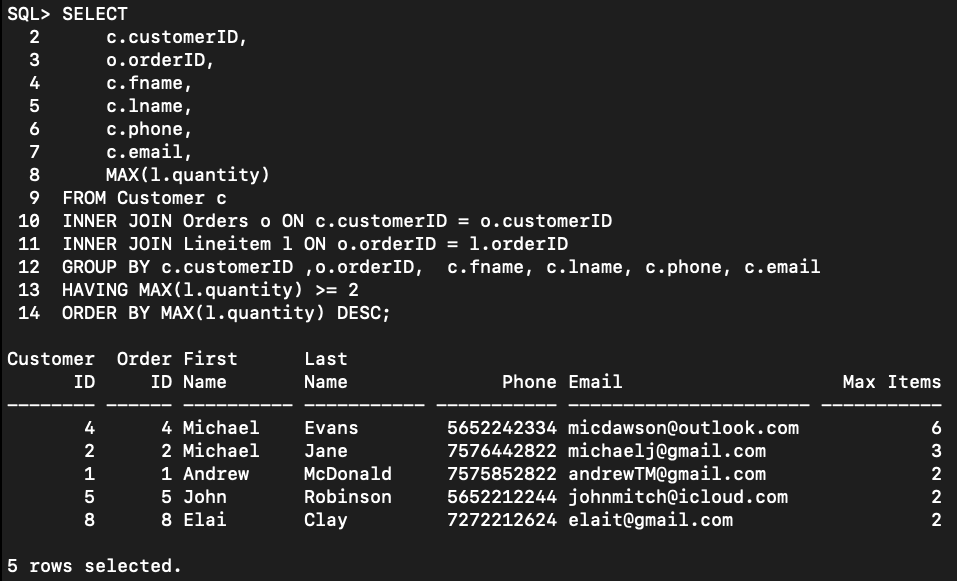 SQL> SELECT
  2      c.customerID,
  3      o.orderID,
  4      c.fname,
  5      c.lname,
  6      c.phone,
  7      c.email,
  8      MAX(l.quantity)
  9  FROM Customer c
 10  INNER JOIN Orders o ON c.customerID = o.customerID
 11  INNER JOIN Lineitem l ON o.orderID = l.orderID
 12  GROUP BY c.customerID ,o.orderID,  c.fname, c.lname, c.phone, c.email
 13  HAVING MAX(l.quantity) >= 2
 14  ORDER BY MAX(l.quantity) DESC;

Customer  Order First      Last
      ID     ID Name       Name              Phone Email                    Max Items
-------- ------ ---------- ----------- ----------- ---------------------- -----------
       4      4 Michael    Evans        5652242334 micdawson@outlook.com            6
       2      2 Michael    Jane         7576442822 michaelj@gmail.com               3
       1      1 Andrew     McDonald     7575852822 andrewTM@gmail.com               2
       5      5 John       Robinson     5652212244 johnmitch@icloud.com             2
       8      8 Elai       Clay         7272212624 elait@gmail.com                  2

5 rows selected.